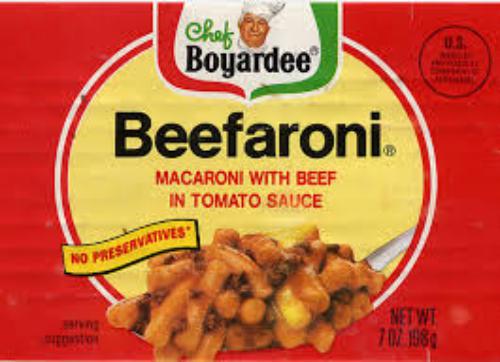 Chef
Boyardee®
U.S.
Beefaroni®
MACARONI WITH BEEF
IN TOMATO SAUCE
NO PRESERVATIVES*
serving
suggestion
NET WT.
7 OZ. 198g